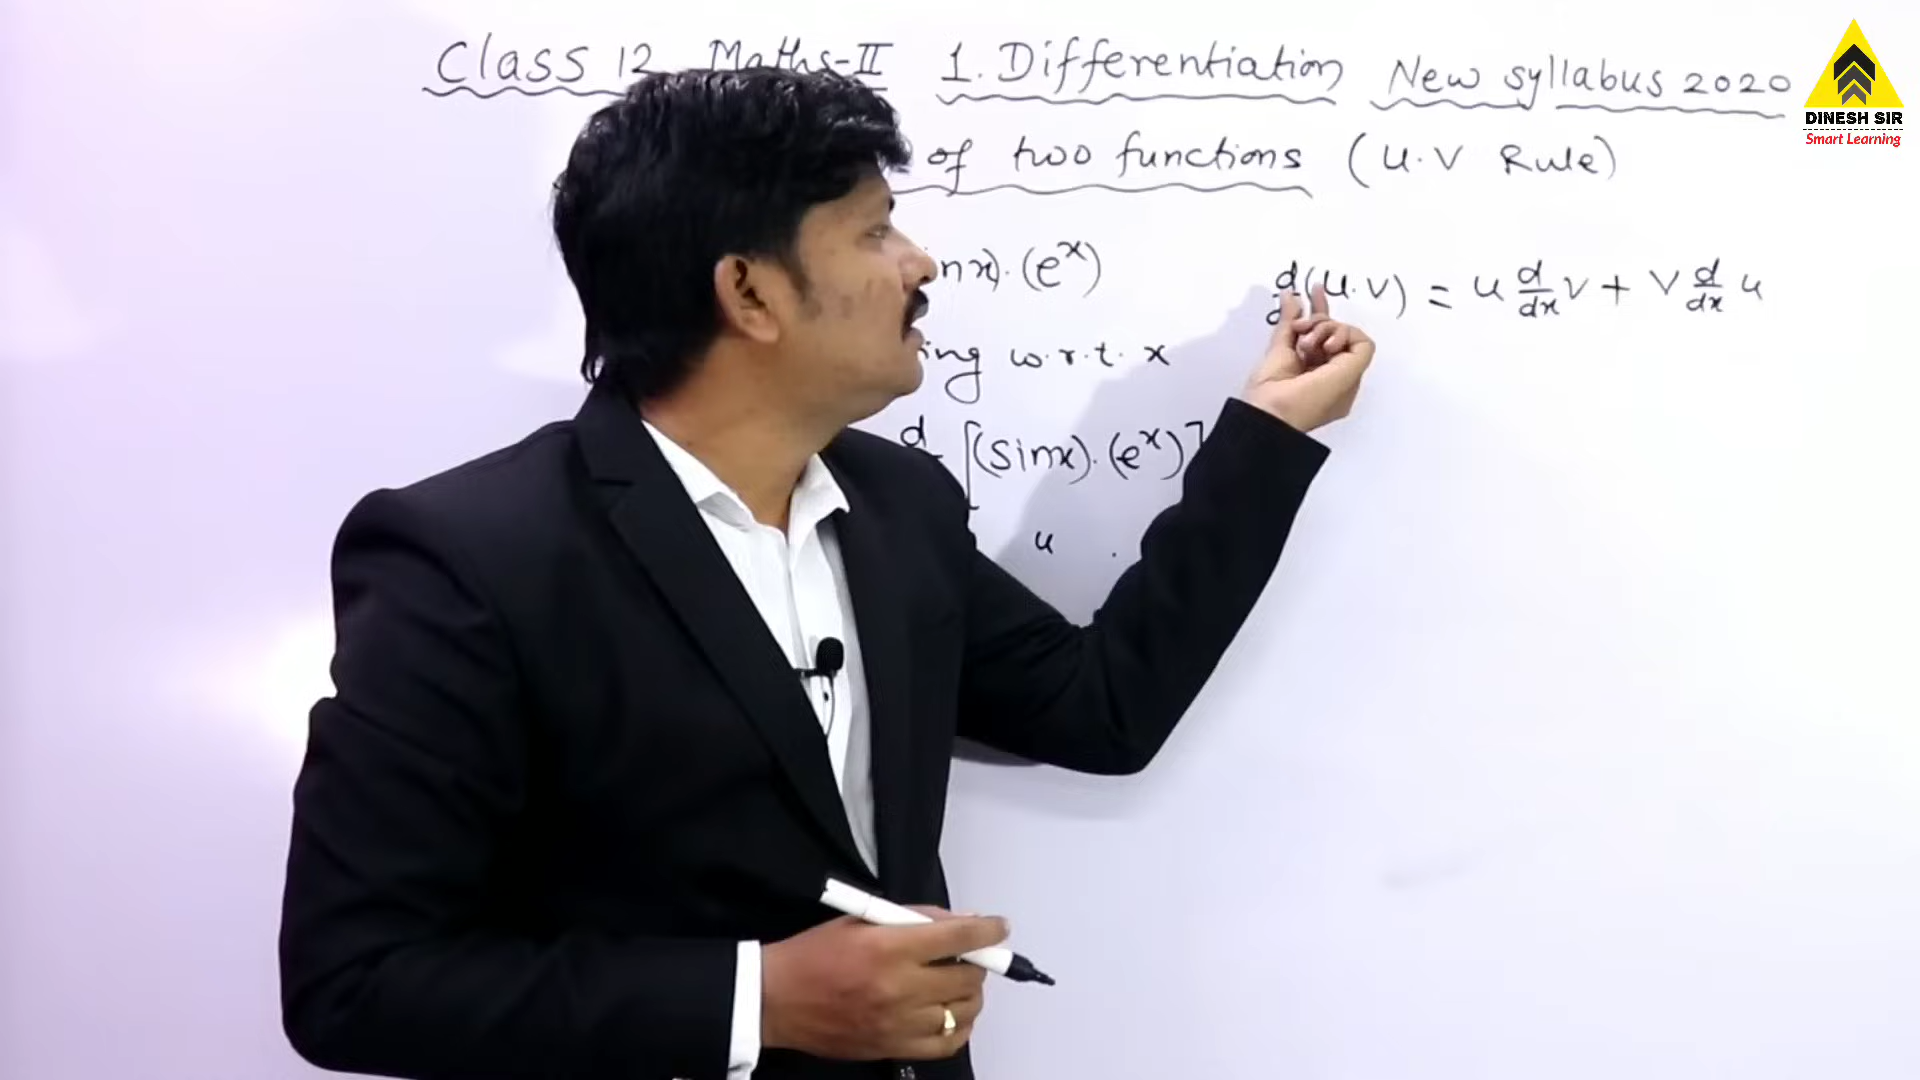 Class 12 Maths-II 1. Differentiation New syllabus 2020
DINESH SIR
Smart Learning
of two functions (u.v Rule)
(e^x)
d (u.v) = u d/dx v + v d/dx u
w.r.t. x
d [(sinx).(e^x)]
u .